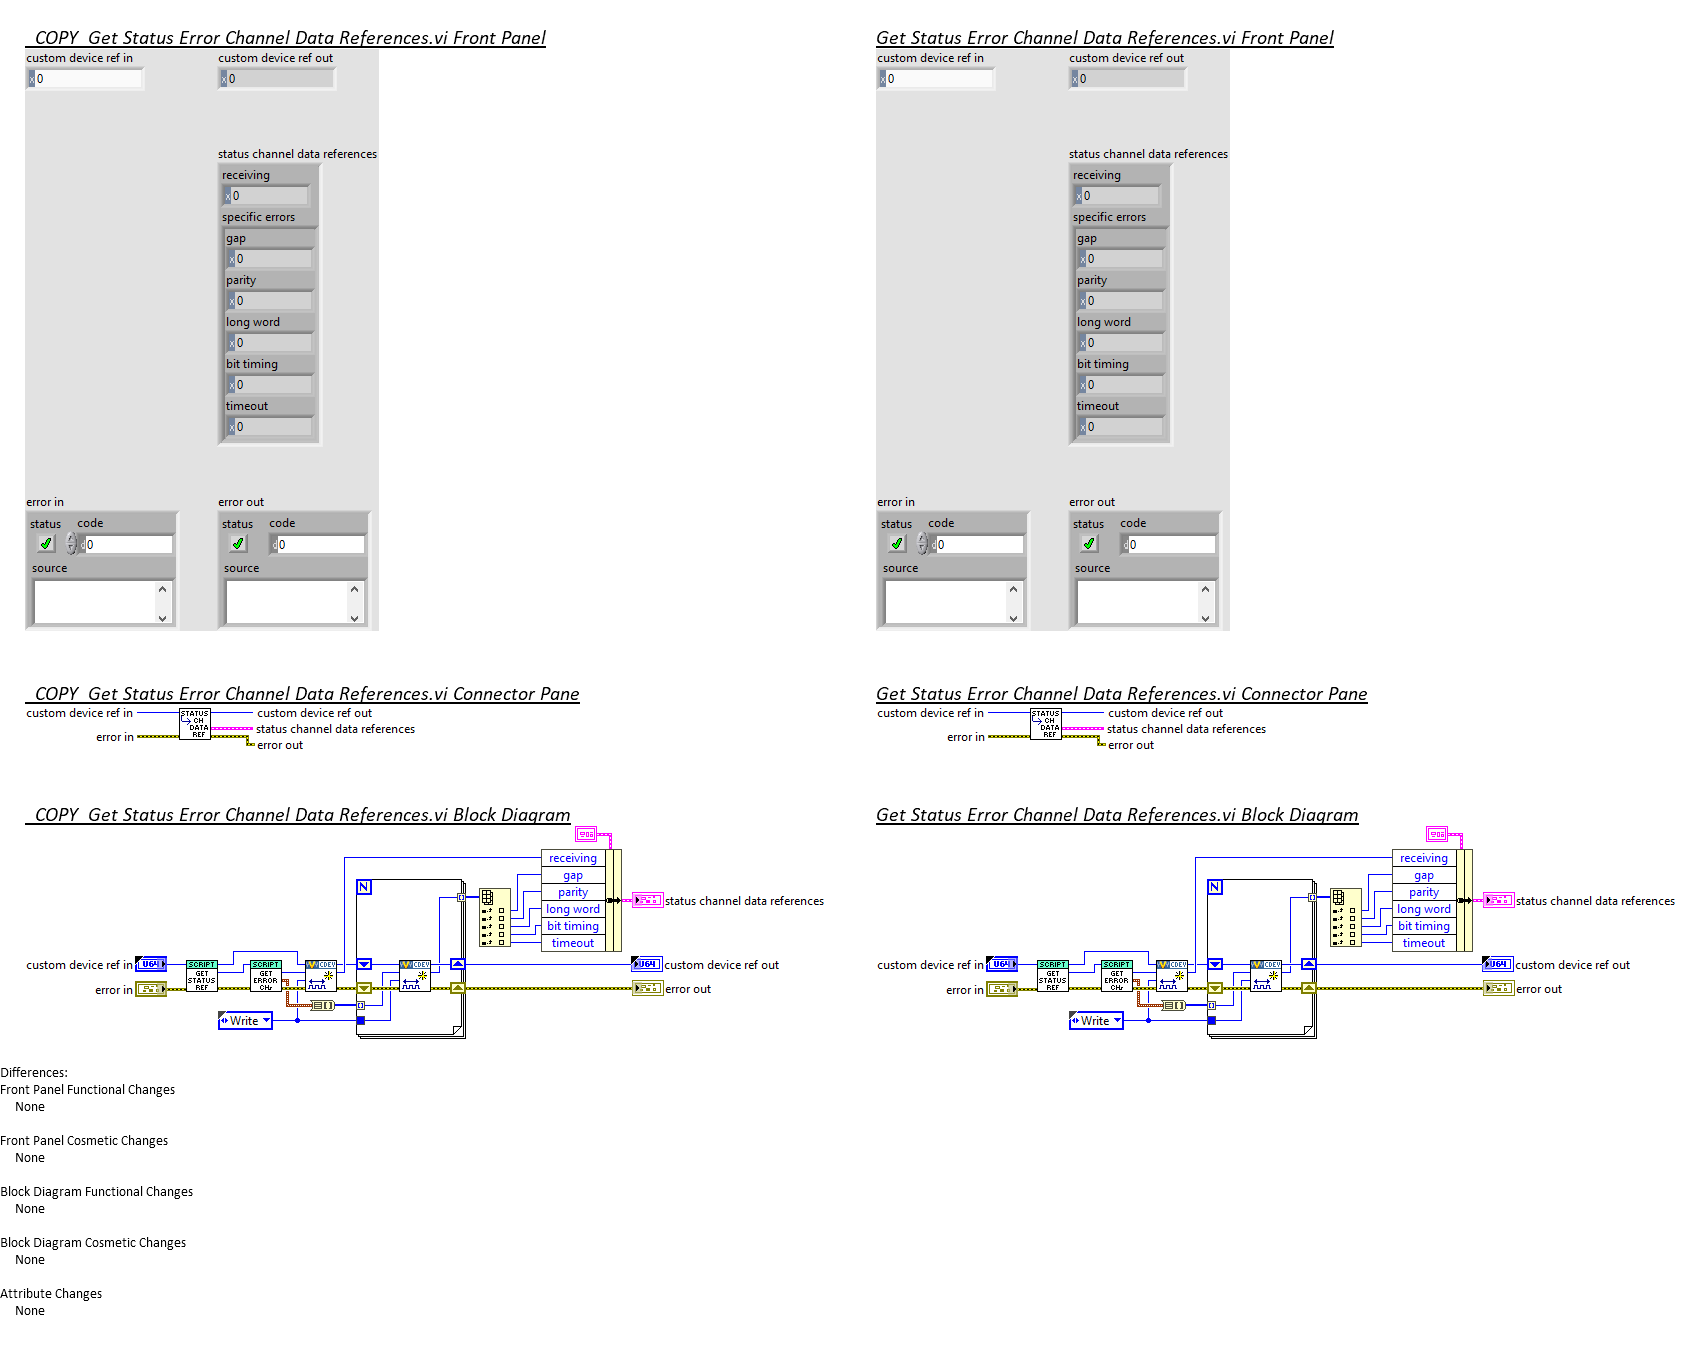 _COPY_Get Status Error Channel Data References.vi Front Panel
custom device ref in
custom device ref out
x 0
x 0
status channel data references
receiving
x 0
specific errors
gap
x 0
parity
x 0
long word
x 0
bit timing
x 0
timeout
x 0
error in
error out
status code
status code
d 0
d 0
source
source
Get Status Error Channel Data References.vi Front Panel
custom device ref in
custom device ref out
x 0
x 0
status channel data references
receiving
x 0
specific errors
gap
x 0
parity
x 0
long word
x 0
bit timing
x 0
timeout
x 0
error in
error out
status code
status code
d 0
d 0
source
source
_COPY_Get Status Error Channel Data References.vi Connector Pane
custom device ref in
STATUS
CH
DATA
REF
custom device ref out
status channel data references
error in
error out
Get Status Error Channel Data References.vi Connector Pane
custom device ref in
STATUS
CH
DATA
REF
custom device ref out
status channel data references
error in
error out
_COPY_Get Status Error Channel Data References.vi Block Diagram
receiving
gap
parity
long word
bit timing
timeout
N
status channel data references
custom device ref in
U64
SCRIPT
GET
STATUS
REF
SCRIPT
GET
ERROR
CHs
CDEV
CDEV
U64
custom device ref out
error in
error out
Write
Get Status Error Channel Data References.vi Block Diagram
receiving
gap
parity
long word
bit timing
timeout
N
status channel data references
custom device ref in
U64
SCRIPT
GET
STATUS
REF
SCRIPT
GET
ERROR
CHs
CDEV
CDEV
U64
custom device ref out
error in
error out
Write
Differences:
Front Panel Functional Changes
None
Front Panel Cosmetic Changes
None
Block Diagram Functional Changes
None
Block Diagram Cosmetic Changes
None
Attribute Changes
None